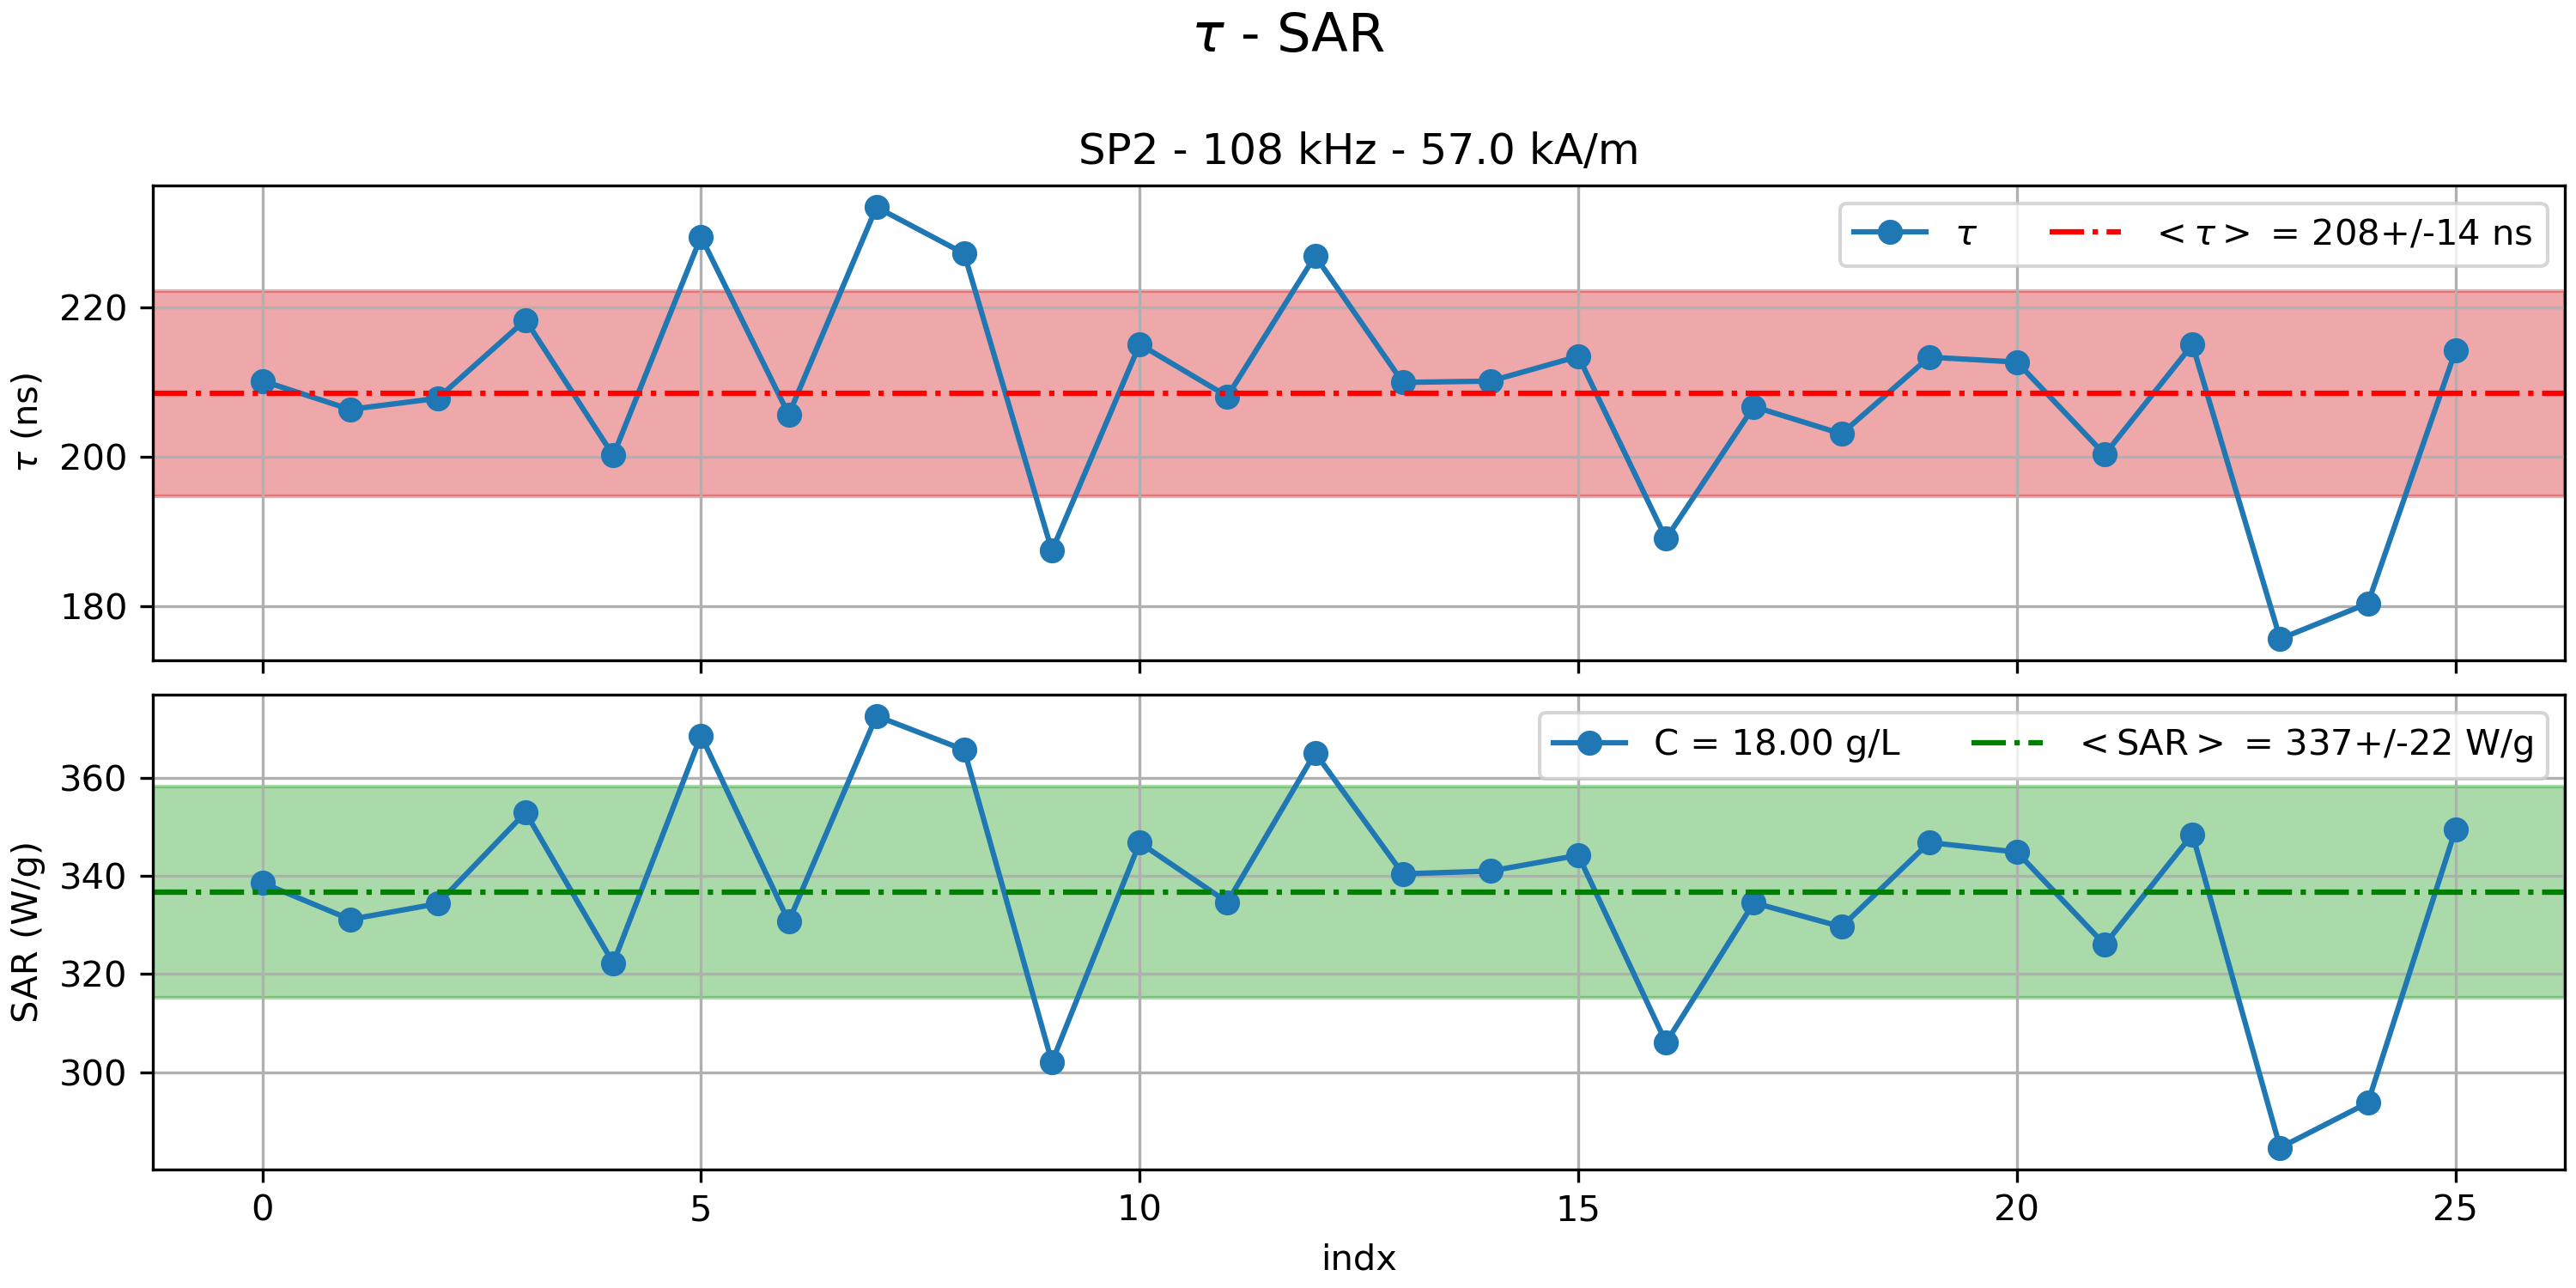 τ - SAR
SP2 - 108 kHz - 57.0 kA/m
τ <τ> = 208+/-14 ns
220
200
180
τ (ns)
C = 18.00 g/L <SAR> = 337+/-22 W/g
360
340
320
300
SAR (W/g)
0 5 10 15 20 25
indx